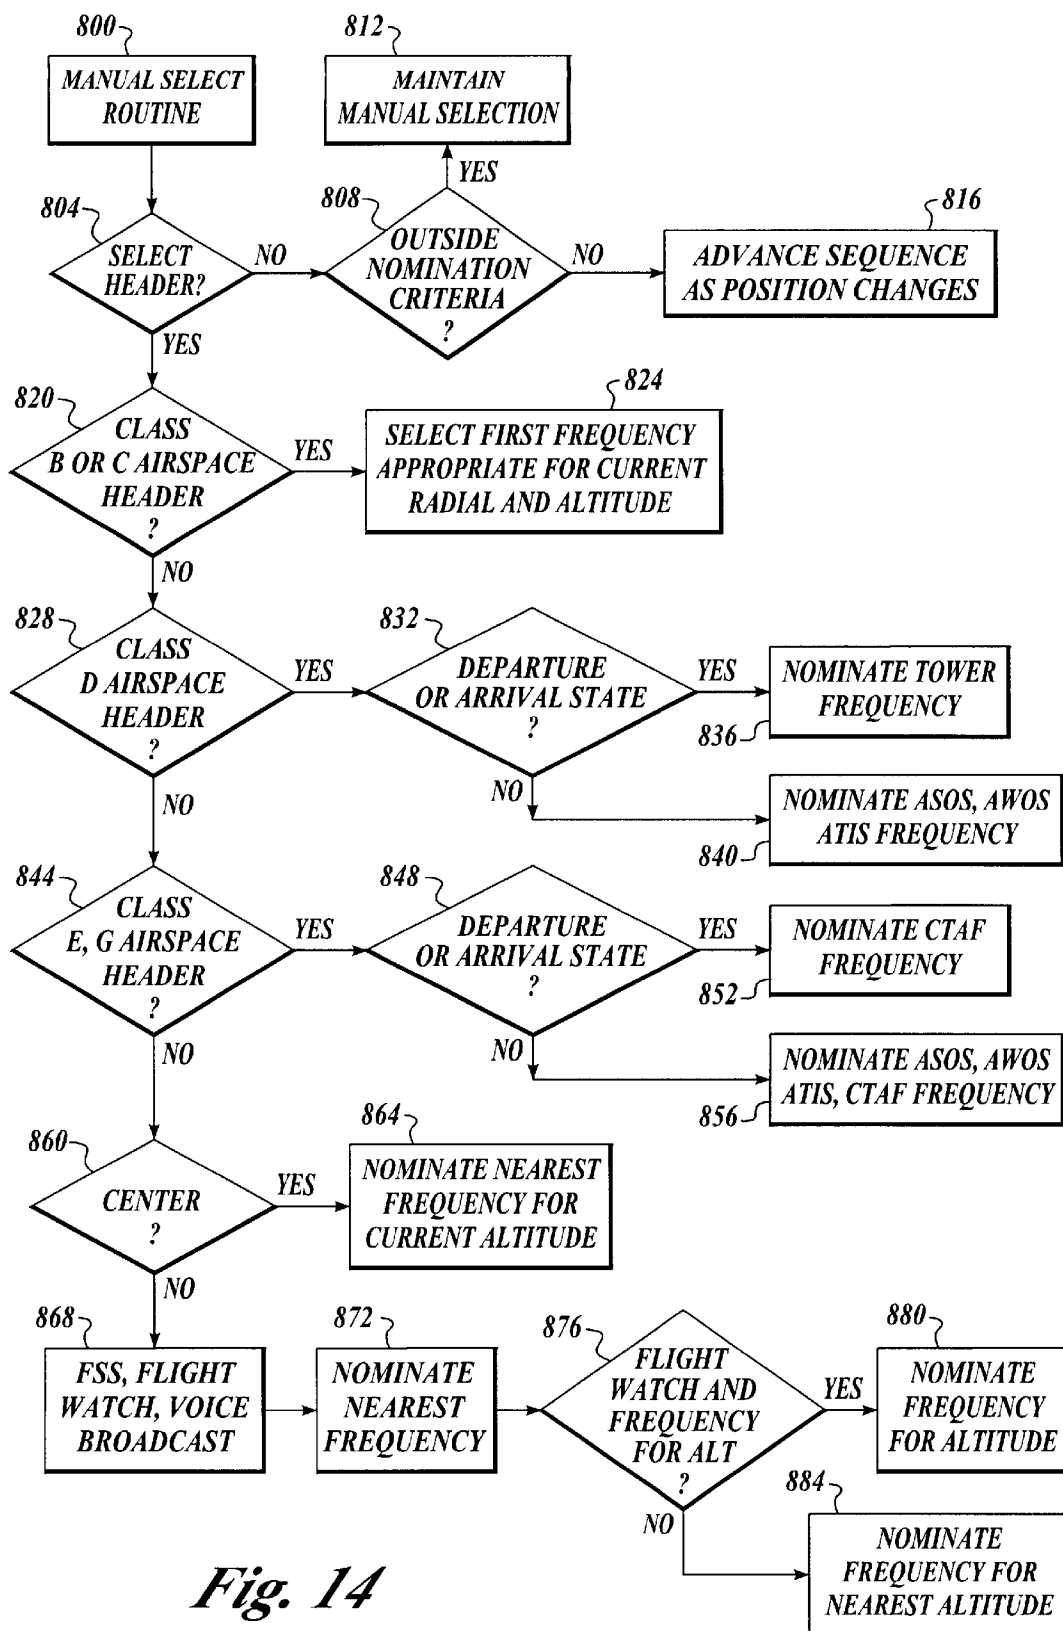 800
MANUAL SELECT
ROUTINE
812
MAINTAIN
MANUAL SELECTION
YES
804
SELECT
HEADER?
NO
808
OUTSIDE
NOMINATION
CRITERIA
?
NO
816
ADVANCE SEQUENCE
AS POSITION CHANGES
YES
820
CLASS
B OR C AIRSPACE
HEADER
?
YES
824
SELECT FIRST FREQUENCY
APPROPRIATE FOR CURRENT
RADIAL AND ALTITUDE
NO
828
CLASS
D AIRSPACE
HEADER
?
YES
832
DEPARTURE
OR ARRIVAL STATE
?
YES
NOMINATE TOWER
FREQUENCY
836
NO
NO
NOMINATE ASOS, AWOS
ATIS FREQUENCY
840
844
CLASS
E, G AIRSPACE
HEADER
?
YES
848
DEPARTURE
OR ARRIVAL STATE
?
YES
NOMINATE CTAF
FREQUENCY
852
NO
NO
NOMINATE ASOS, AWOS
ATIS, CTAF FREQUENCY
856
860
CENTER
?
YES
864
NOMINATE NEAREST
FREQUENCY FOR
CURRENT ALTITUDE
NO
868
FSS, FLIGHT
WATCH, VOICE
BROADCAST
872
NOMINATE
NEAREST
FREQUENCY
876
FLIGHT
WATCH AND
FREQUENCY
FOR ALT
?
YES
880
NOMINATE
FREQUENCY
FOR ALTITUDE
NO
884
NOMINATE
FREQUENCY FOR
NEAREST ALTITUDE
Fig. 14